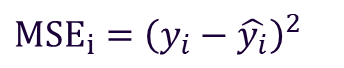 MSEᵢ = (yᵢ − ŷᵢ)²